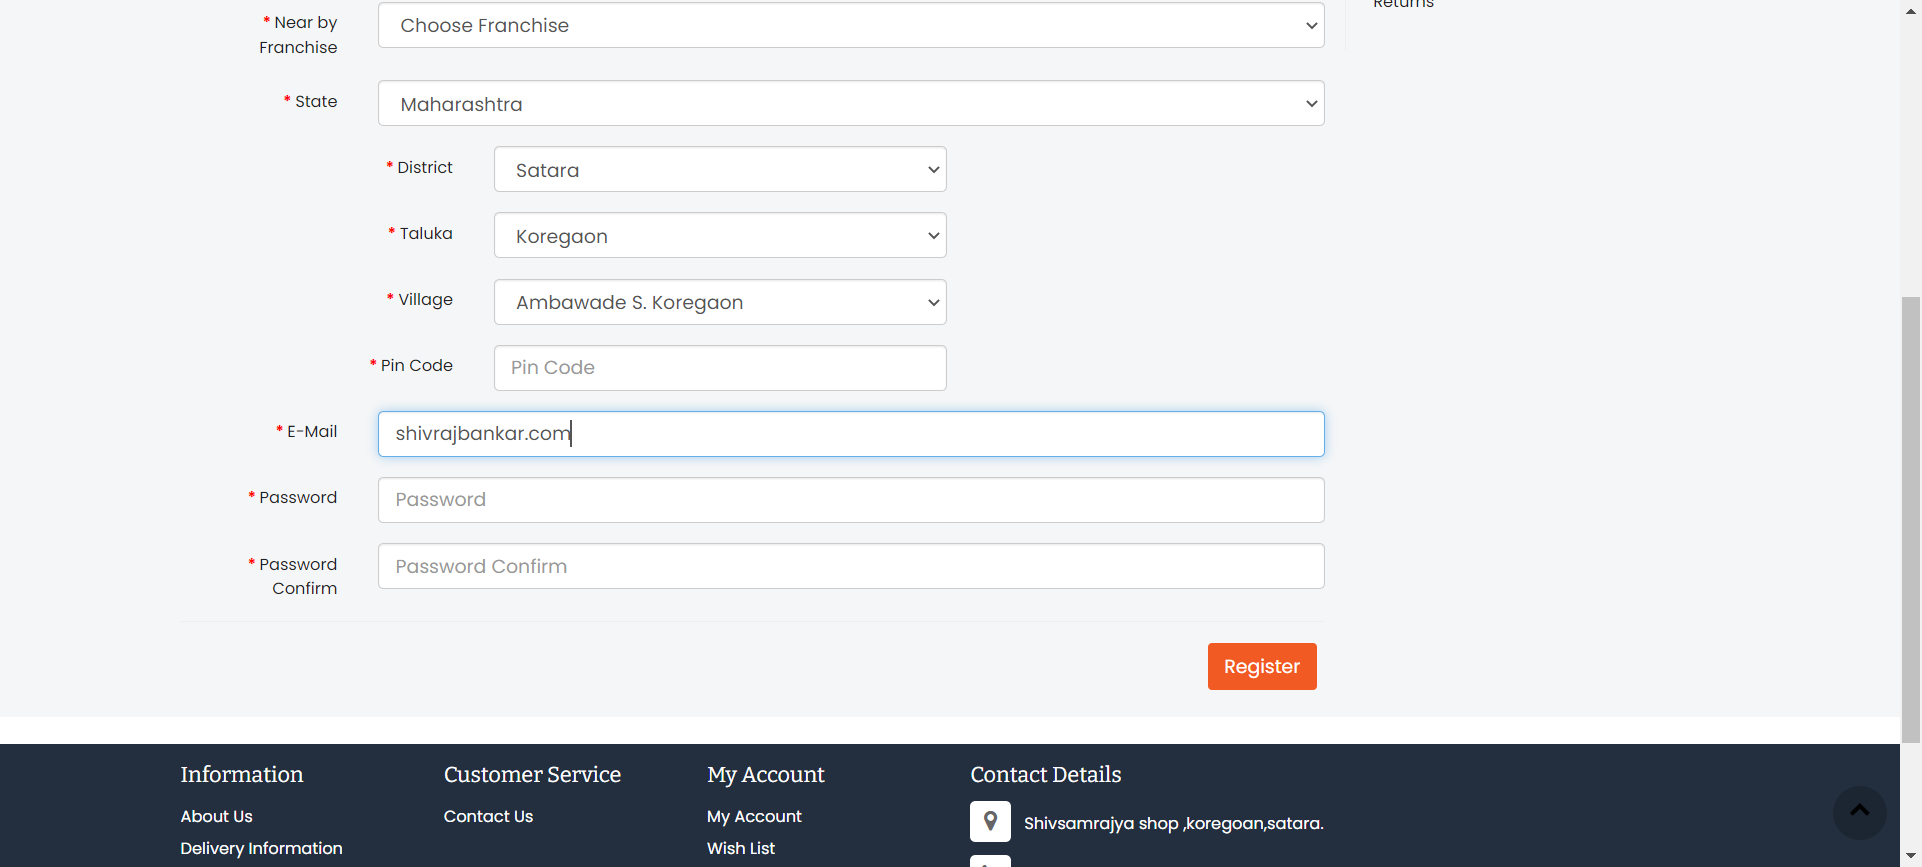 Returns
* Near by
Franchise
Choose Franchise
* State
Maharashtra
* District
Satara
* Taluka
Koregaon
* Village
Ambawade S. Koregaon
* Pin Code
Pin Code
* E-Mail
shivrajbankar.com
* Password
Password
* Password
Confirm
Password Confirm
Register
Information
About Us
Delivery Information
Customer Service
Contact Us
My Account
My Account
Wish List
Contact Details
Shivsamrajya shop ,koregoan,satara.